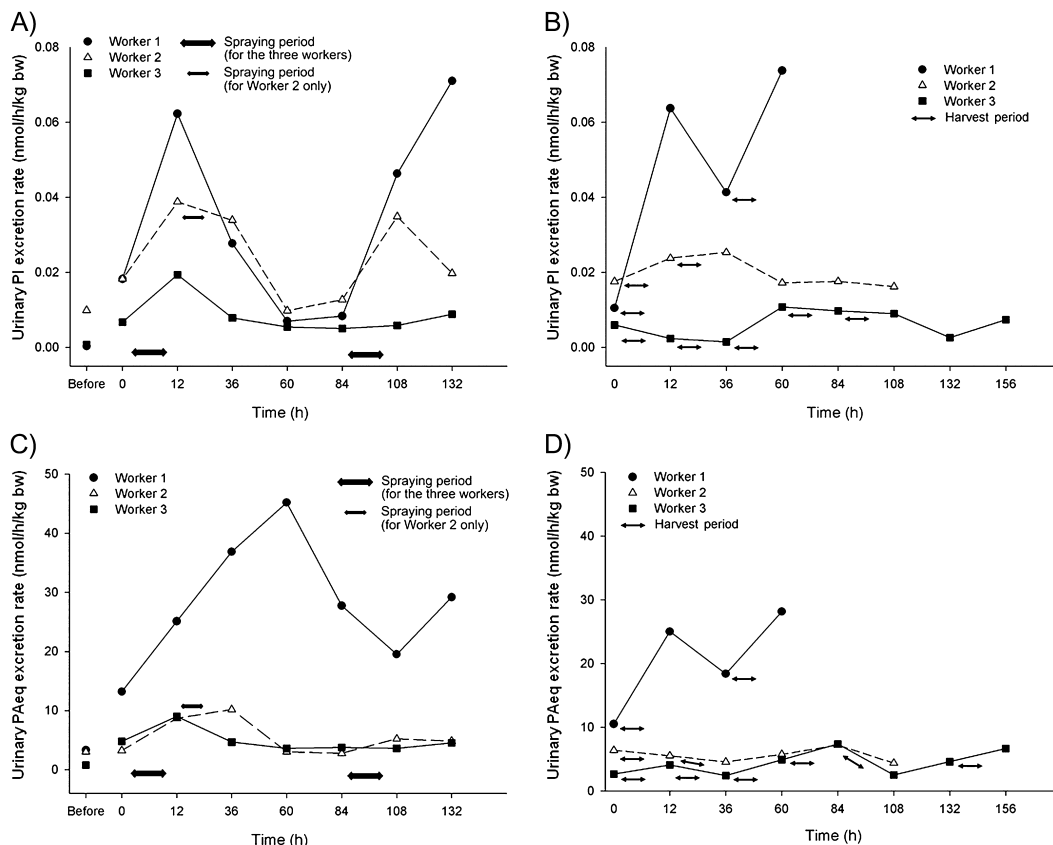 A)
Worker 1
Worker 2
Worker 3
Spraying period
(for the three workers)
Spraying period
(for Worker 2 only)
Urinary PI excretion rate (nmol/h/kg bw)
0.08
0.06
0.04
0.02
0.00
Before 0 12 36 60 84 108 132
Time (h)
B)
Worker 1
Worker 2
Worker 3
Harvest period
Urinary PI excretion rate (nmol/h/kg bw)
0.08
0.06
0.04
0.02
0.00
0 12 36 60 84 108 132 156
Time (h)
C)
Worker 1
Worker 2
Worker 3
Spraying period
(for the three workers)
Spraying period
(for Worker 2 only)
Urinary PAeq excretion rate (nmol/h/kg bw)
50
40
30
20
10
0
Before 0 12 36 60 84 108 132
Time (h)
D)
Worker 1
Worker 2
Worker 3
Harvest period
Urinary PAeq excretion rate (nmol/h/kg bw)
50
40
30
20
10
0
0 12 36 60 84 108 132 156
Time (h)